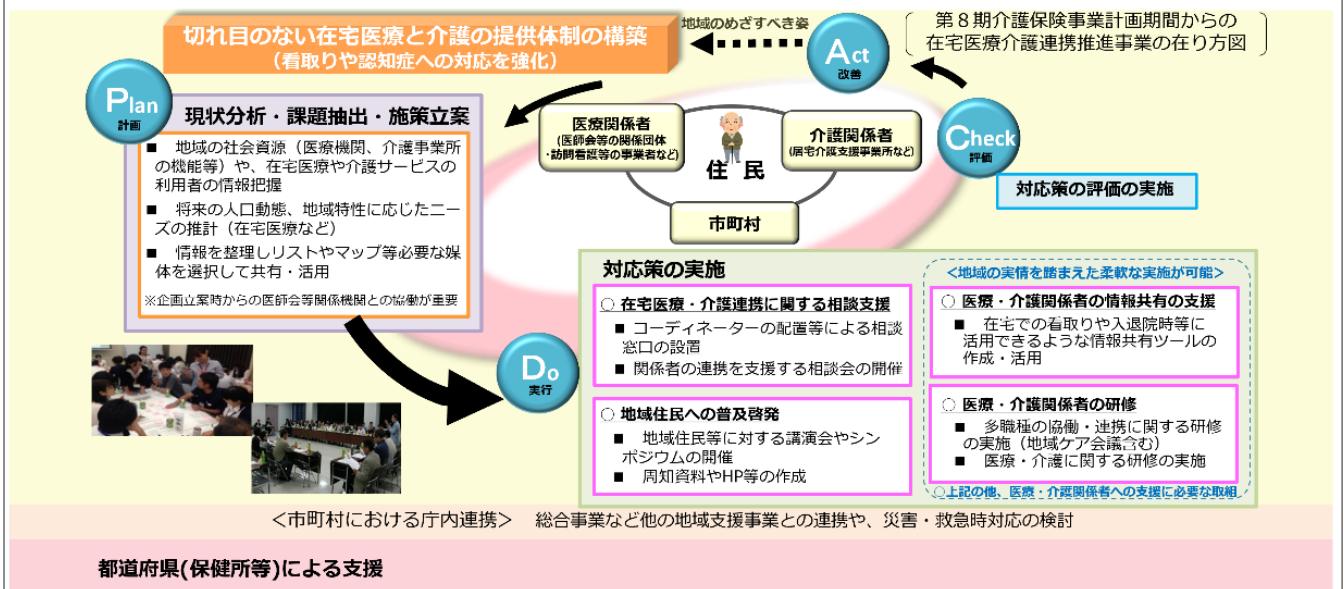 切れ目のない在宅医療と介護の提供体制の構築
（看取りや認知症への対応を強化）
地域のめざすべき姿
Act
改善
第８期介護保険事業計画期間からの
在宅医療介護連携推進事業の在り方図
Plan
計画
現状分析・課題抽出・施策立案
■ 地域の社会資源（医療機関、介護事業所
の機能等）や、在宅医療や介護サービスの
利用者の情報把握
■ 将来の人口動態、地域特性に応じたニー
ズの推計（在宅医療など）
■ 情報を整理しリストやマップ等必要な媒
体を選択して共有・活用
※企画立案時からの医師会等関係機関との協働が重要
医療関係者
(医師会等の関係団体
・訪問看護等の事業者など)
介護関係者
(居宅介護支援事業所など)
住 民
市町村
Check
評価
対応策の評価の実施
Do
実行
対応策の実施
○ 在宅医療・介護連携に関する相談支援
■ コーディネーターの配置等による相談
窓口の設置
■ 関係者の連携を支援する相談会の開催
○ 地域住民への普及啓発
■ 地域住民等に対する講演会やシン
ポジウムの開催
■ 周知資料やHP等の作成
＜地域の実情を踏まえた柔軟な実施が可能＞
○ 医療・介護関係者の情報共有の支援
■ 在宅での看取りや入退院時等に
活用できるような情報共有ツールの
作成・活用
○ 医療・介護関係者の研修
■ 多職種の協働・連携に関する研修
の実施（地域ケア会議含む）
■ 医療・介護に関する研修の実施
○上記の他、医療・介護関係者への支援に必要な取組
＜市町村における庁内連携＞ 総合事業など他の地域支援事業との連携や、災害・救急時対応の検討
都道府県(保健所等)による支援